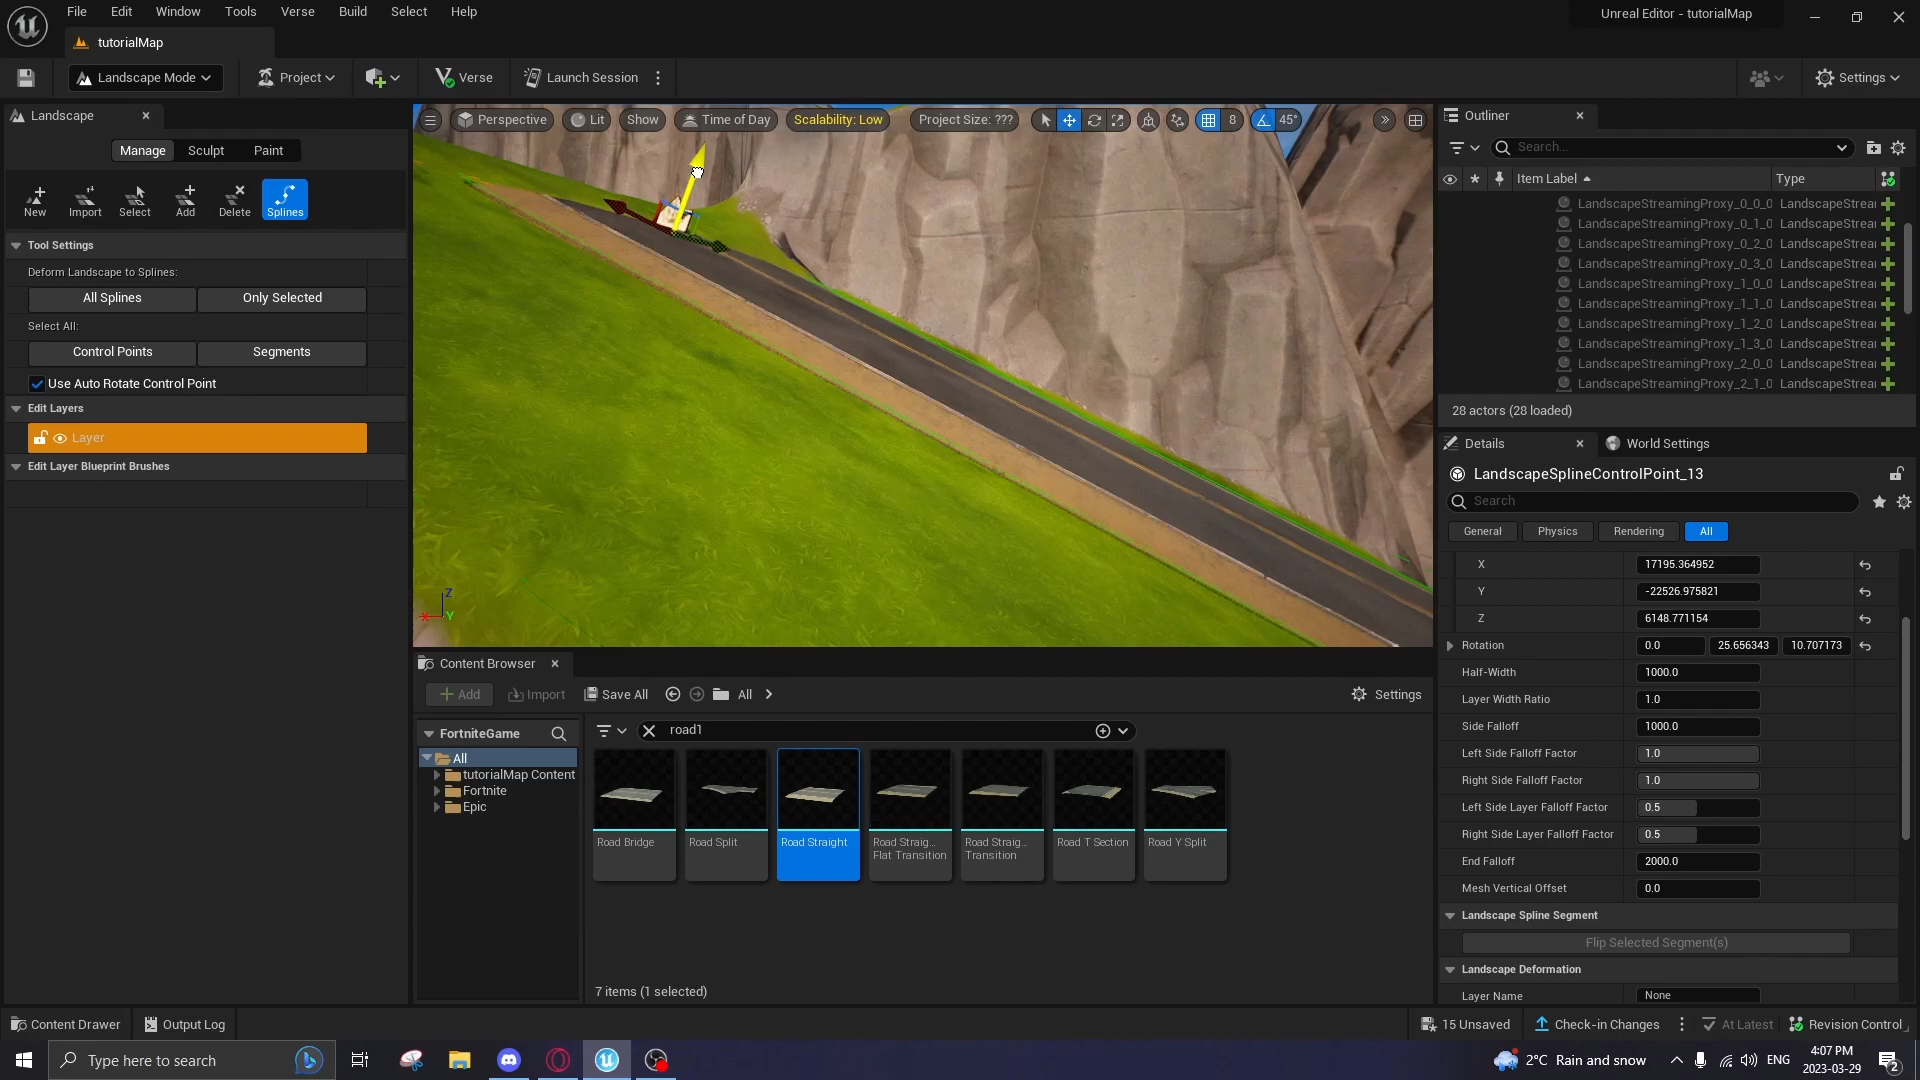 File Edit Window Tools Verse Build Select Help
Unreal Editor - tutorialMap
tutorialMap
Landscape Mode
Project
Verse
Launch Session
Settings
Landscape
Manage
Sculpt
Paint
New
Import
Select
Add
Delete
Splines
Tool Settings
Deform Landscape to Splines:
All Splines
Only Selected
Select All:
Control Points
Segments
Use Auto Rotate Control Point
Edit Layers
Layer
Edit Layer Blueprint Brushes
Perspective
Lit
Show
Time of Day
Scalability: Low
Project Size: ???
8
45°
Z
X
Y
Outliner
Search...
Item Label
Type
LandscapeStreamingProxy_0_0_0 LandscapeStreai
LandscapeStreamingProxy_0_1_0 LandscapeStreai
LandscapeStreamingProxy_0_2_0 LandscapeStreai
LandscapeStreamingProxy_0_3_0 LandscapeStreai
LandscapeStreamingProxy_1_0_0 LandscapeStreai
LandscapeStreamingProxy_1_1_0 LandscapeStreai
LandscapeStreamingProxy_1_2_0 LandscapeStreai
LandscapeStreamingProxy_1_3_0 LandscapeStreai
LandscapeStreamingProxy_2_0_0 LandscapeStreai
LandscapeStreamingProxy_2_1_0 LandscapeStreai
28 actors (28 loaded)
Details
World Settings
LandscapeSplineControlPoint_13
Search
General
Physics
Rendering
All
X 17195.364952
Y -22526.975821
Z 6148.771154
Rotation 0.0 25.656343 10.707173
Half-Width 1000.0
Layer Width Ratio 1.0
Side Falloff 1000.0
Left Side Falloff Factor 1.0
Right Side Falloff Factor 1.0
Left Side Layer Falloff Factor 0.5
Right Side Layer Falloff Factor 0.5
End Falloff 2000.0
Mesh Vertical Offset 0.0
Landscape Spline Segment
Flip Selected Segment(s)
Landscape Deformation
Layer Name None
Content Browser
Add
Import
Save All
All
Settings
FortniteGame
All
tutorialMap Content
Fortnite
Epic
road1
Road Bridge
Road Split
Road Straight
Road Straig...
Flat Transition
Road Straig...
Transition
Road T Section
Road Y Split
7 items (1 selected)
Content Drawer
Output Log
15 Unsaved
Check-in Changes
At Latest
Revision Control
Type here to search
2°C Rain and snow
ENG
4:07 PM
2023-03-29
2